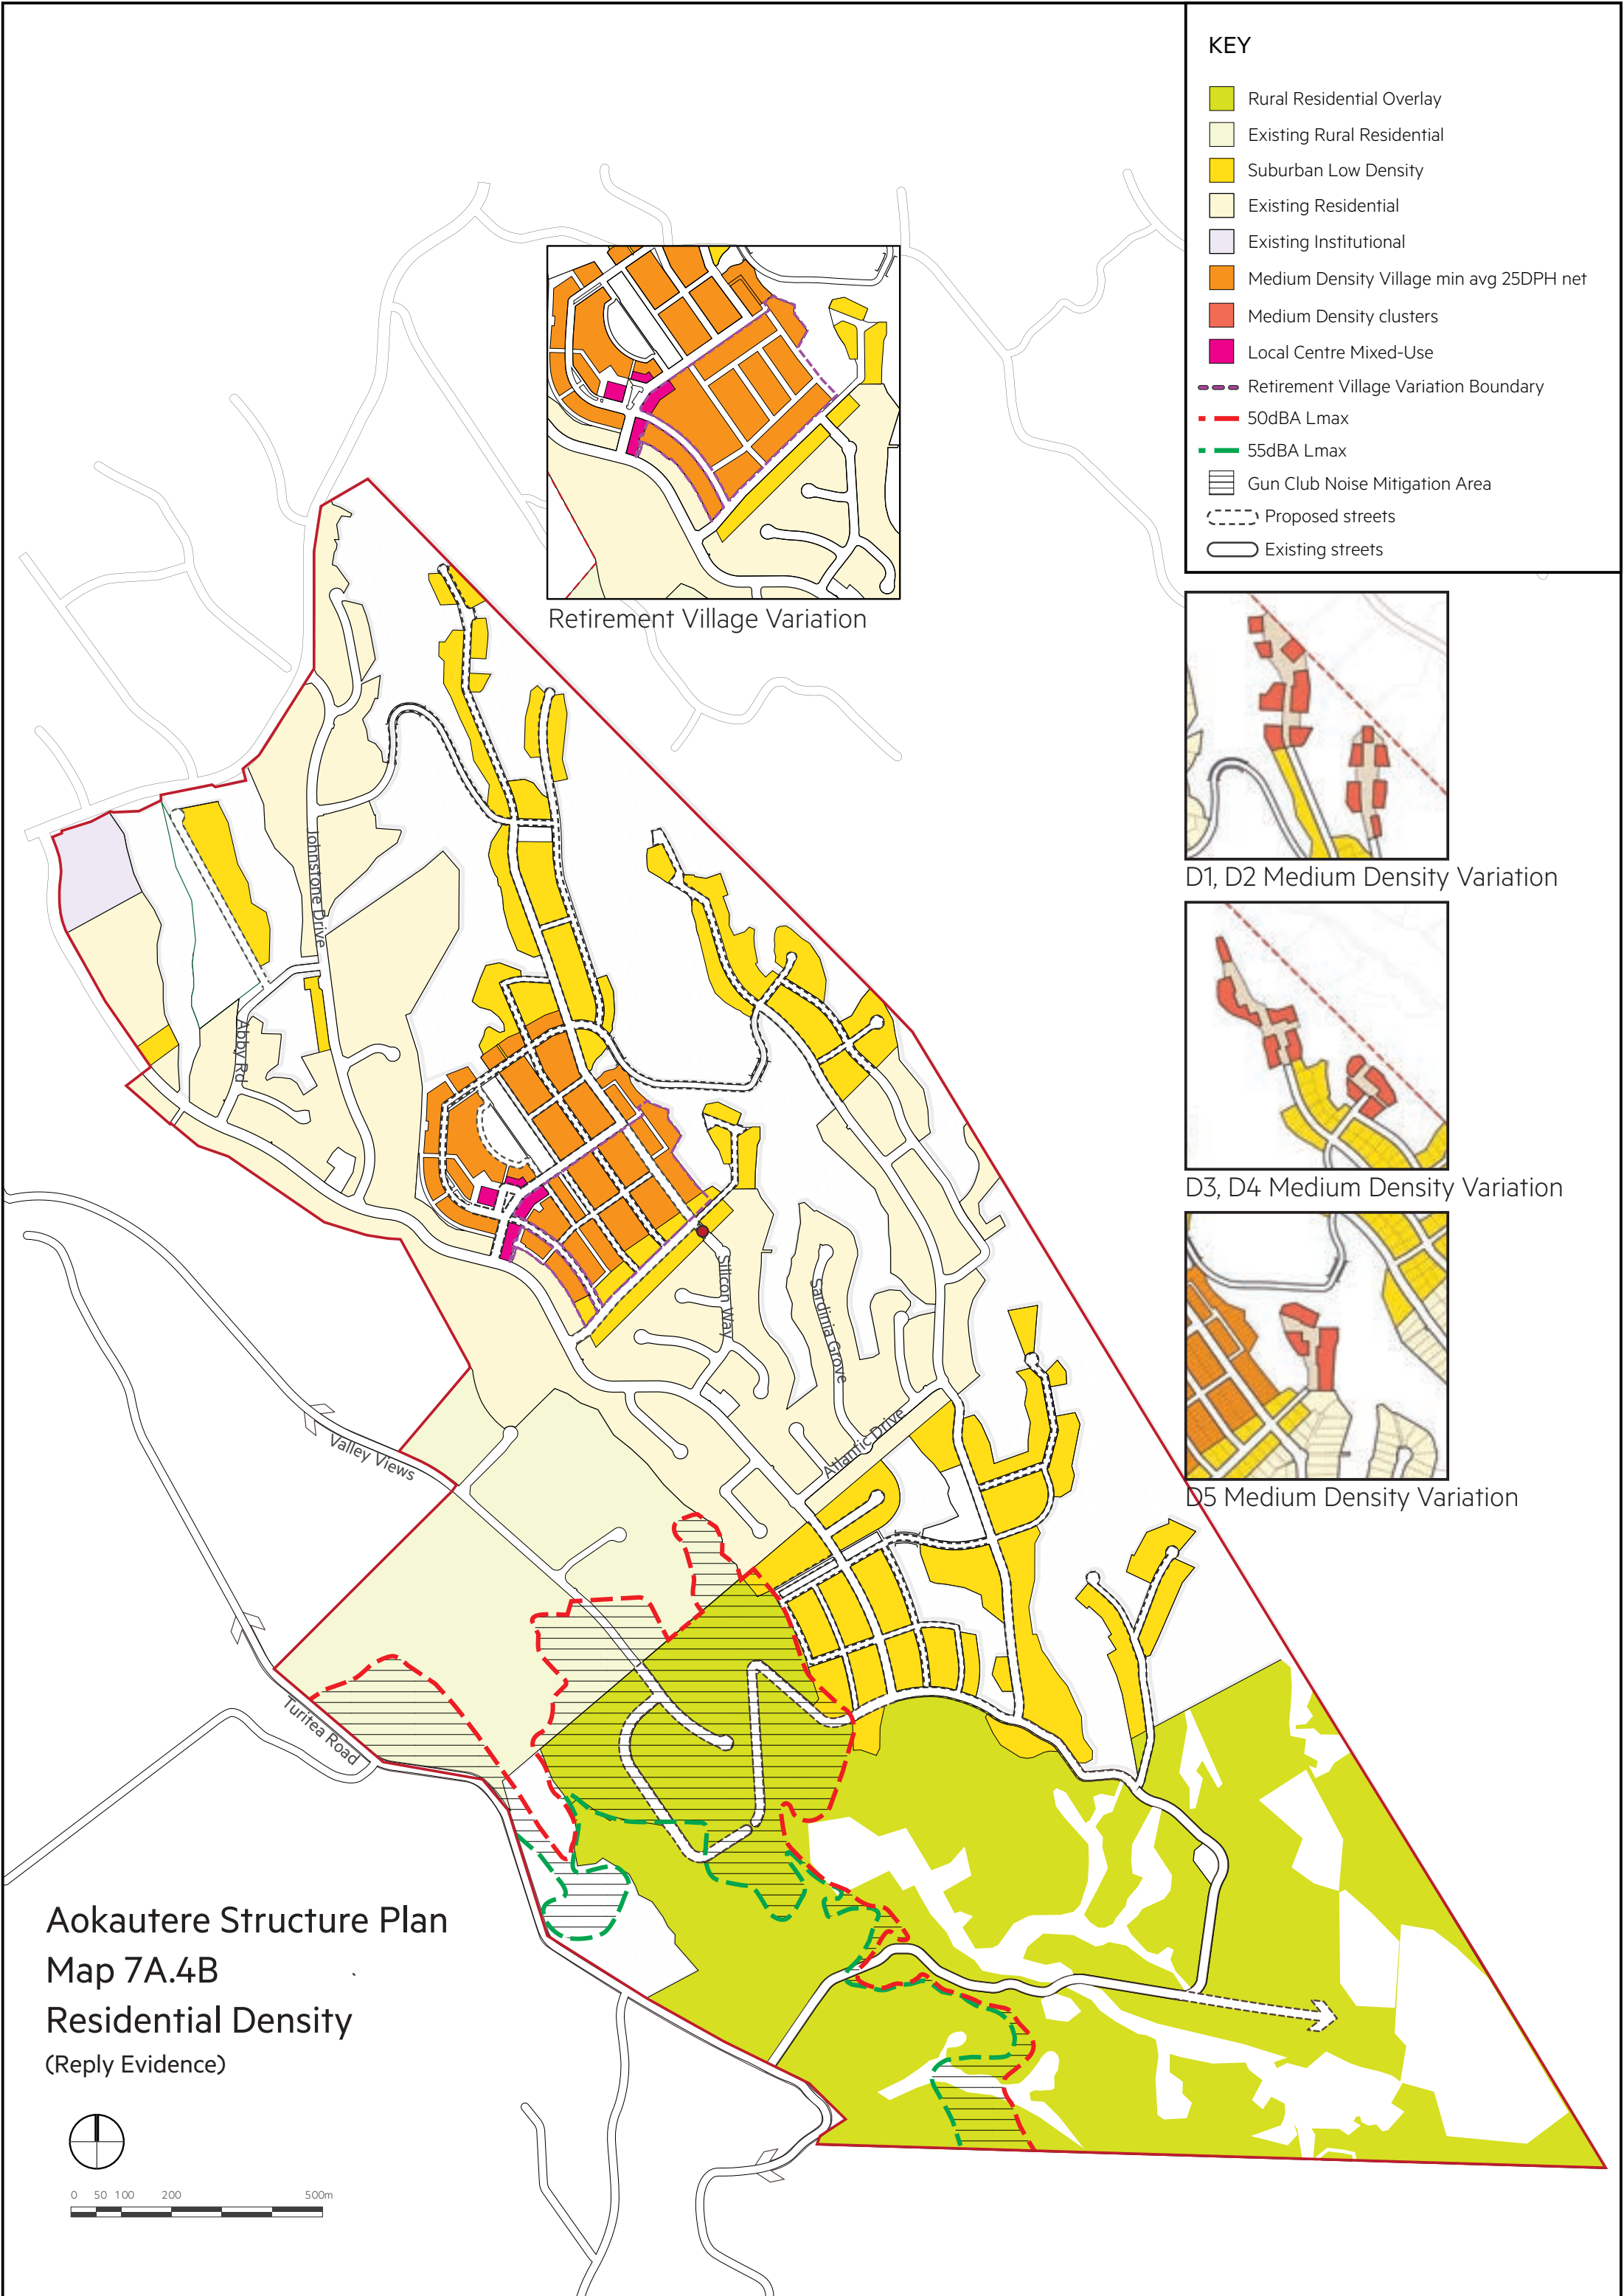 KEY
Rural Residential Overlay
Existing Rural Residential
Suburban Low Density
Existing Residential
Existing Institutional
Medium Density Village min avg 25DPH net
Medium Density clusters
Local Centre Mixed-Use
Retirement Village Variation Boundary
50dBA Lmax
55dBA Lmax
Gun Club Noise Mitigation Area
Proposed streets
Existing streets
Retirement Village Variation
D1, D2 Medium Density Variation
D3, D4 Medium Density Variation
D5 Medium Density Variation
Johnstone Drive
Abby Rd
Silicon Way
Sardinia Grove
Atlantic Drive
Valley Views
Turitea Road
Aokautere Structure Plan
Map 7A.4B
Residential Density
(Reply Evidence)
0 50 100 200 500m